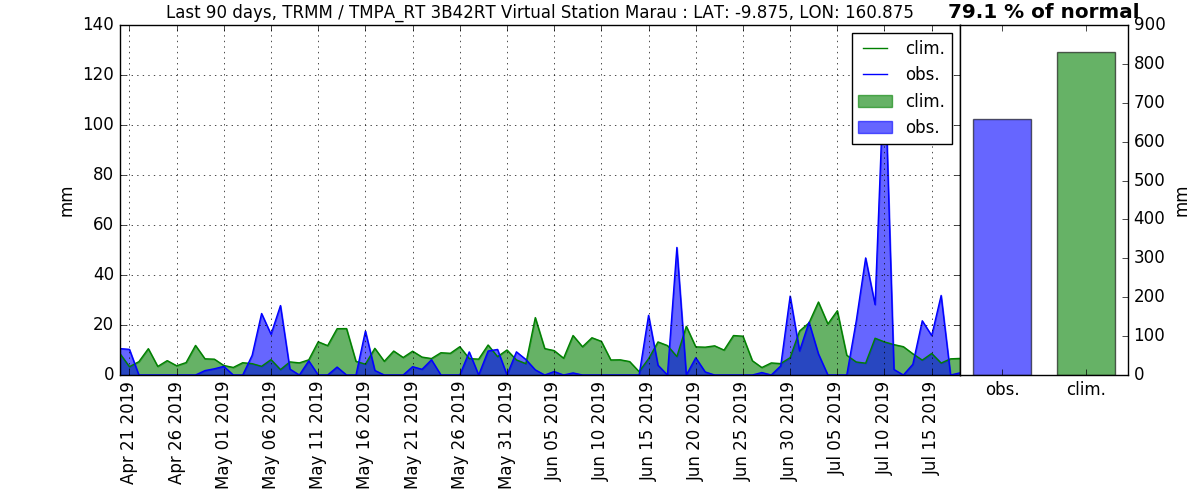 Last 90 days, TRMM / TMPA_RT 3B42RT Virtual Station Marau : LAT: -9.875, LON: 160.875
79.1 % of normal
mm
140
120
100
80
60
40
20
0
clim.
obs.
clim.
obs.
Apr 21 2019
Apr 26 2019
May 01 2019
May 06 2019
May 11 2019
May 16 2019
May 21 2019
May 26 2019
May 31 2019
Jun 05 2019
Jun 10 2019
Jun 15 2019
Jun 20 2019
Jun 25 2019
Jun 30 2019
Jul 05 2019
Jul 10 2019
Jul 15 2019
obs.
clim.
900
800
700
600
500
400
300
200
100
0
mm